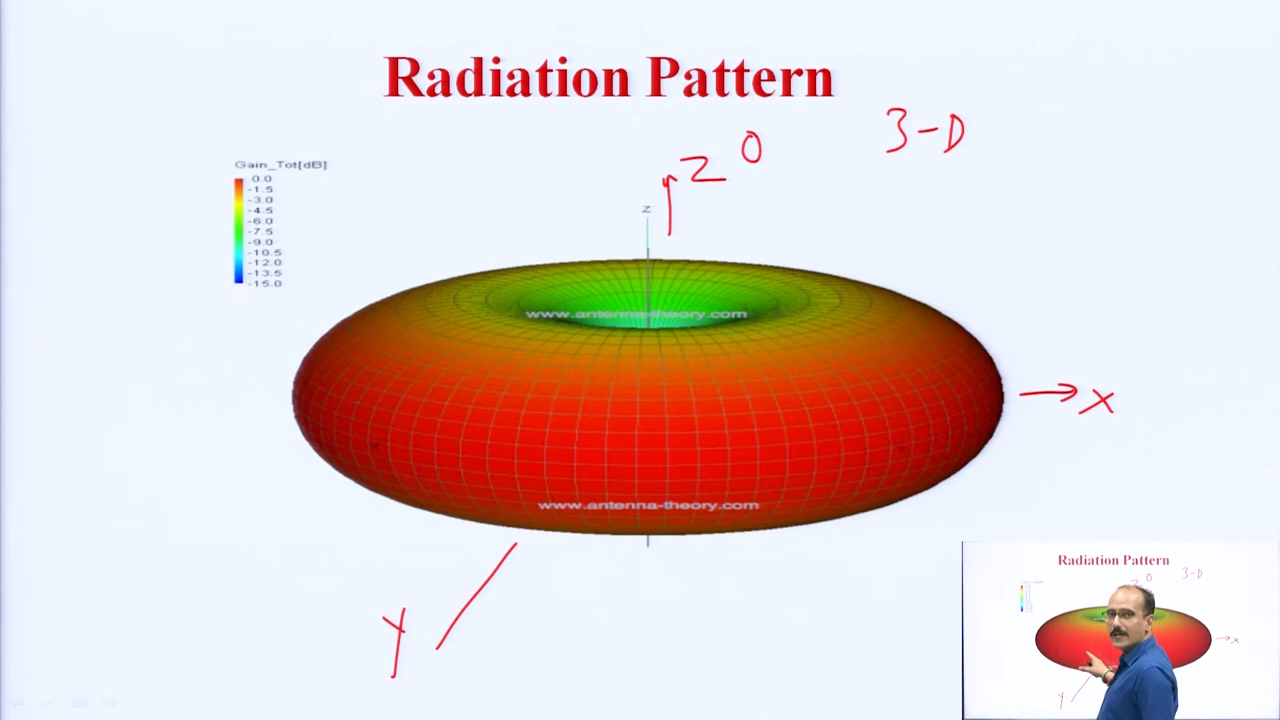 Radiation Pattern
3-D
Z 0
Gain_Tot[dB]
0.0
-1.5
-3.0
-4.5
-6.0
-7.5
-9.0
-10.5
-12.0
-13.5
-15.0
z
www.antenna-theory.com
X
www.antenna-theory.com
Y
Radiation Pattern
0
3-D
X
Y